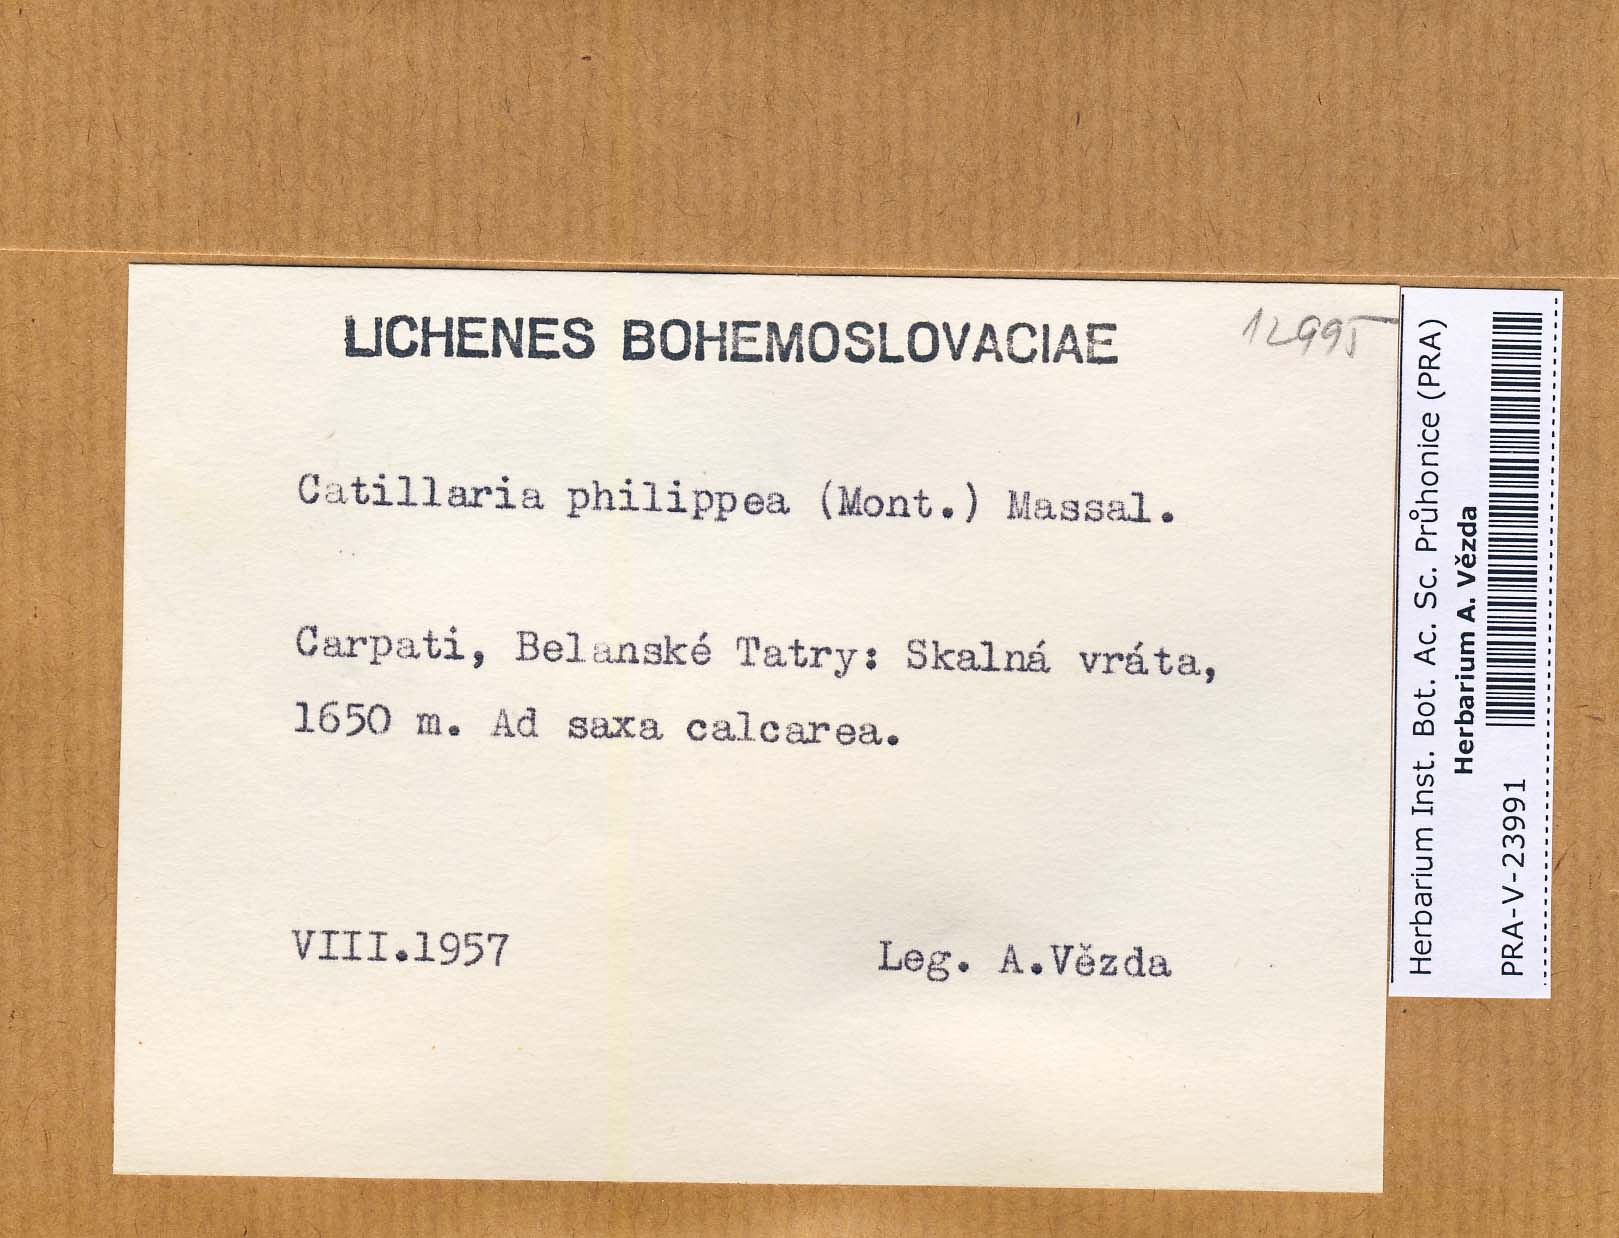 LICHENES BOHEMOSLOVACIAE
12995
Catillaria philippea (Mont.) Massal.
Carpati, Belanské Tatry: Skalná vráta,
1650 m. Ad saxa calcarea.
VIII.1957
Leg. A.Vězda
Herbarium Inst. Bot. Ac. Sc. Průhonice (PRA)
Herbarium A. Vězda
PRA-V-23991